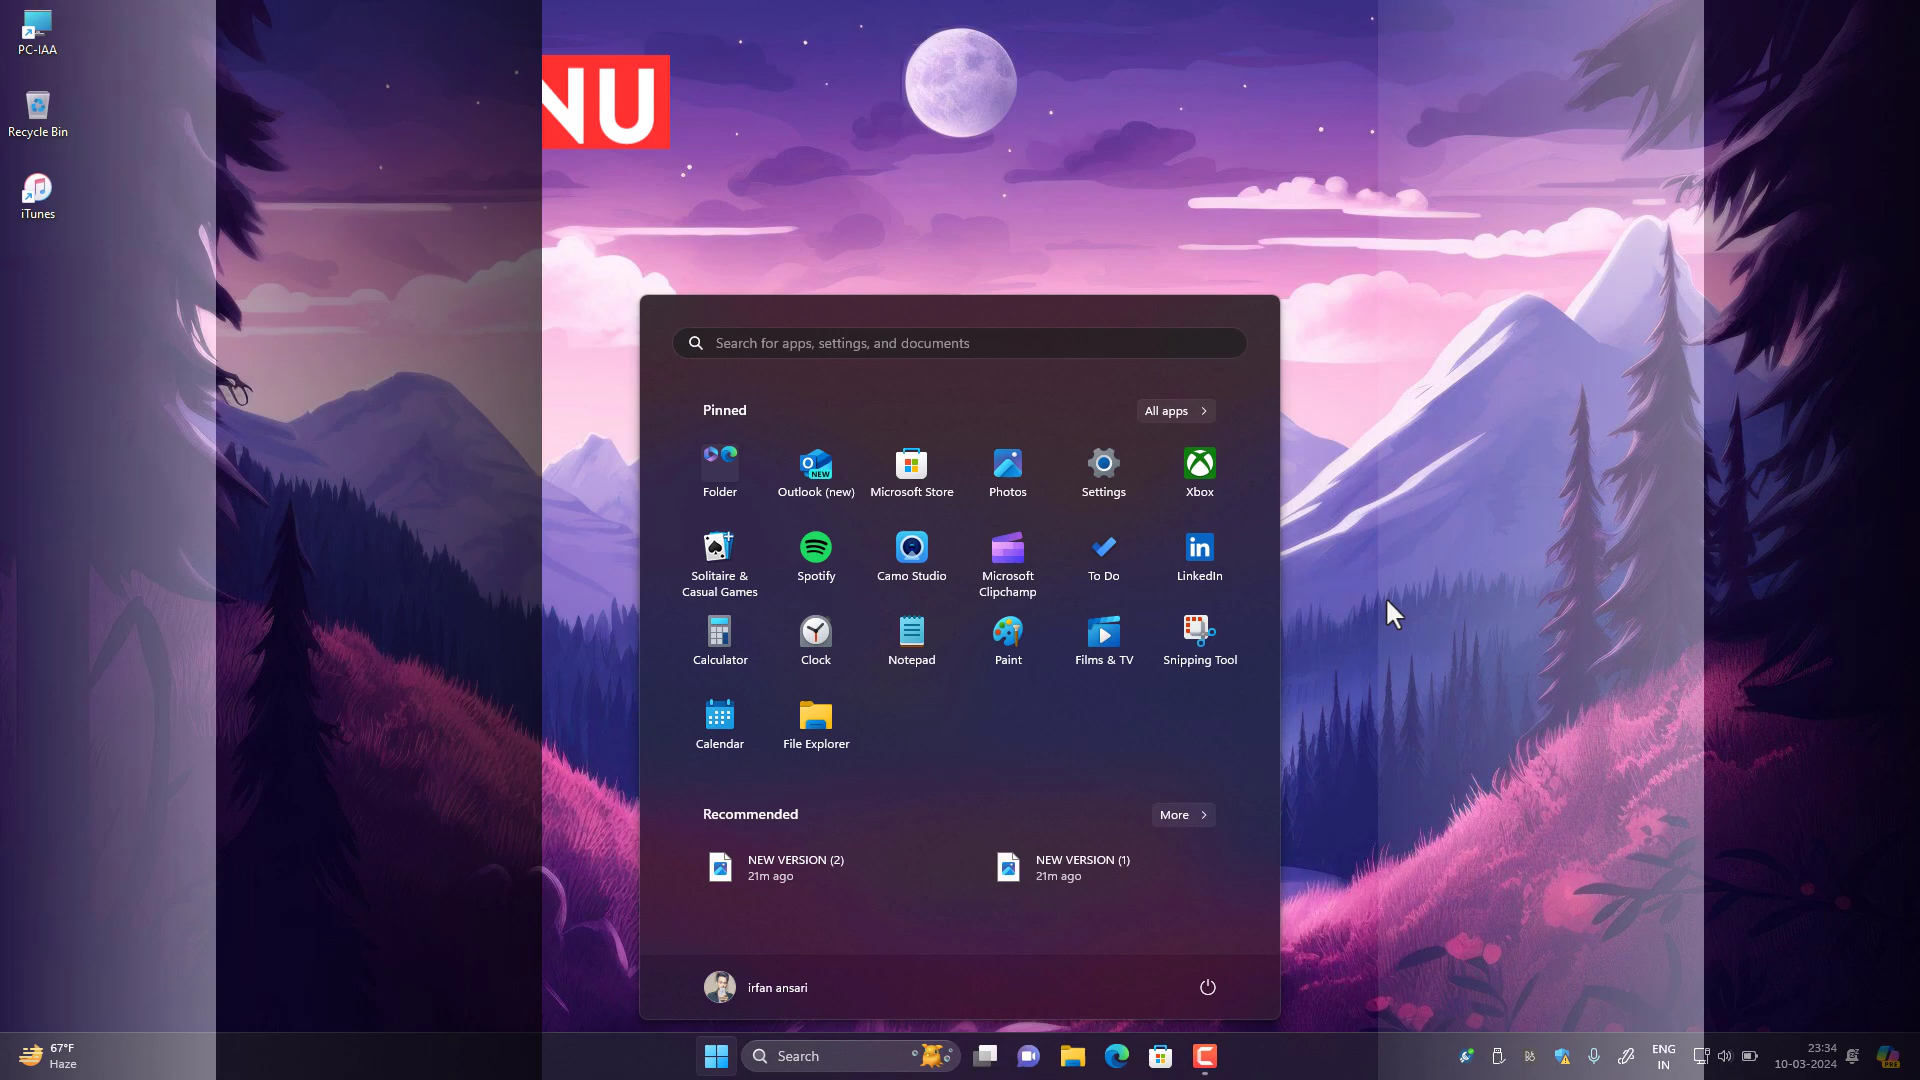 PC-IAA
Recycle Bin
iTunes
NU
Search for apps, settings, and documents
Pinned
All apps
Folder
Outlook (new)
Microsoft Store
Photos
Settings
Xbox
Solitaire &
Casual Games
Spotify
Camo Studio
Microsoft
Clipchamp
To Do
LinkedIn
Calculator
Clock
Notepad
Paint
Films & TV
Snipping Tool
Calendar
File Explorer
Recommended
More
NEW VERSION (2)
21m ago
NEW VERSION (1)
21m ago
irfan ansari
67°F
Haze
Search
ENG
IN
23:34
10-03-2024